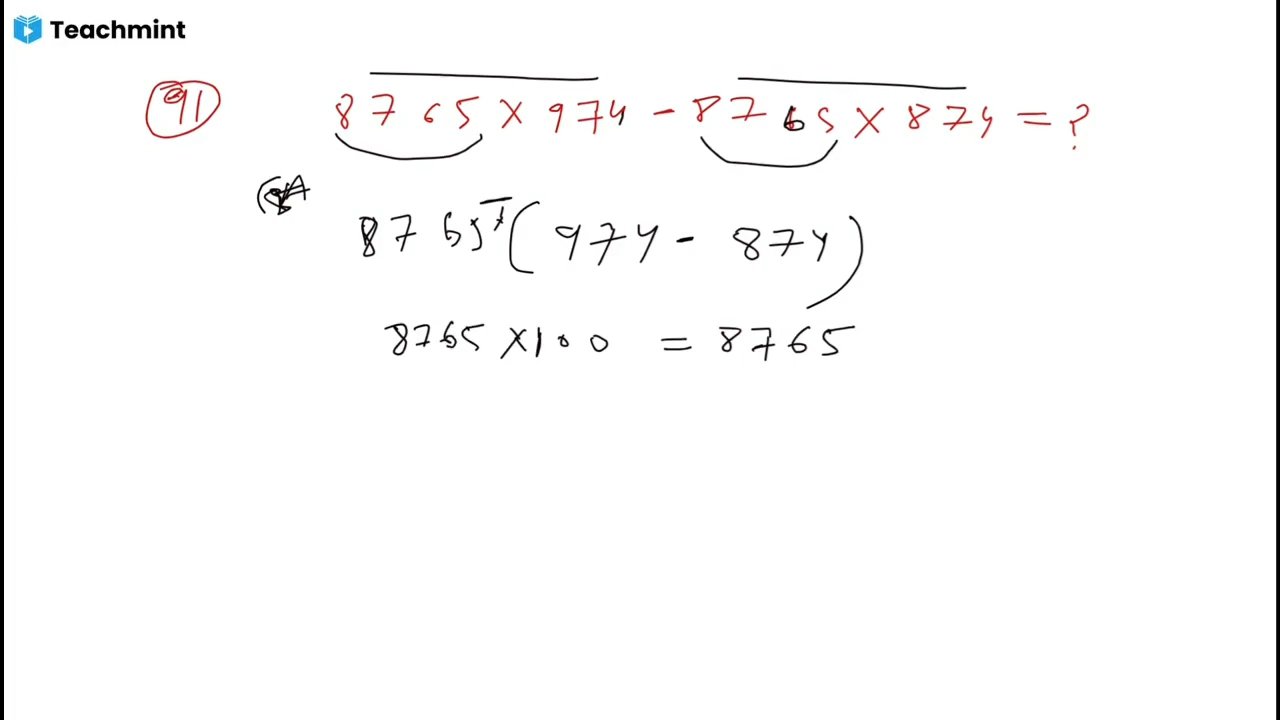 Teachmint
91 8765 × 974 - 8765 × 874 = ?
8765 (974 - 874)
8765 × 100 = 8765